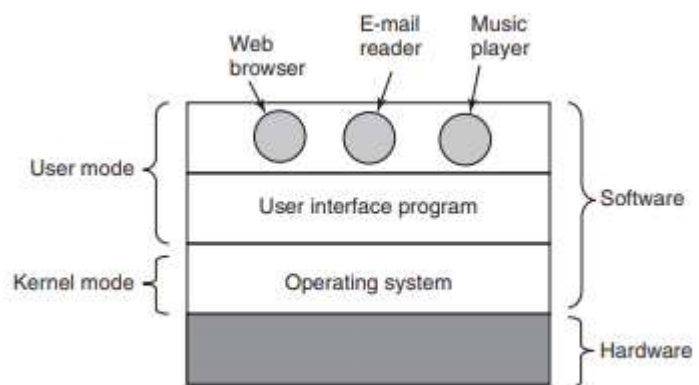 Web
browser
E-mail
reader
Music
player
User mode
User interface program
Software
Kernel mode
Operating system
Hardware